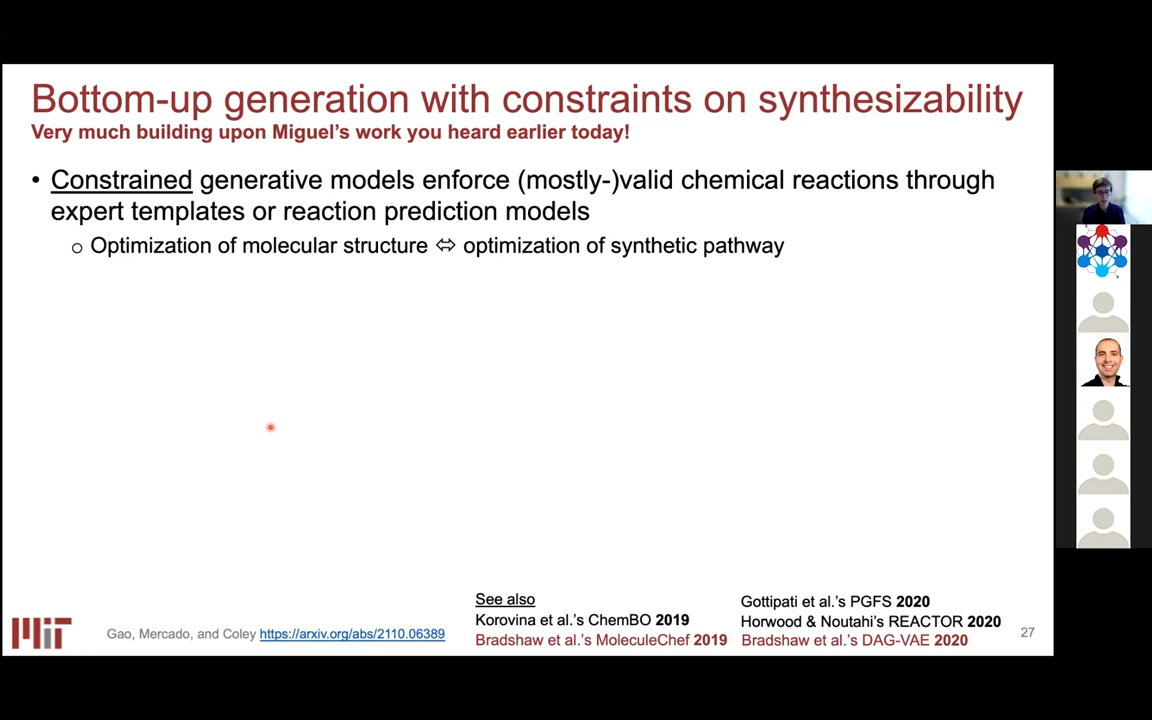 Bottom-up generation with constraints on synthesizability
Very much building upon Miguel's work you heard earlier today!
• Constrained generative models enforce (mostly-)valid chemical reactions through
expert templates or reaction prediction models
○ Optimization of molecular structure ⇔ optimization of synthetic pathway
MIT
Gao, Mercado, and Coley https://arxiv.org/abs/2110.06389
See also
Korovina et al.'s ChemBO 2019
Bradshaw et al.'s MoleculeChef 2019
Gottipati et al.'s PGFS 2020
Horwood & Noutahi's REACTOR 2020
Bradshaw et al.'s DAG-VAE 2020
27